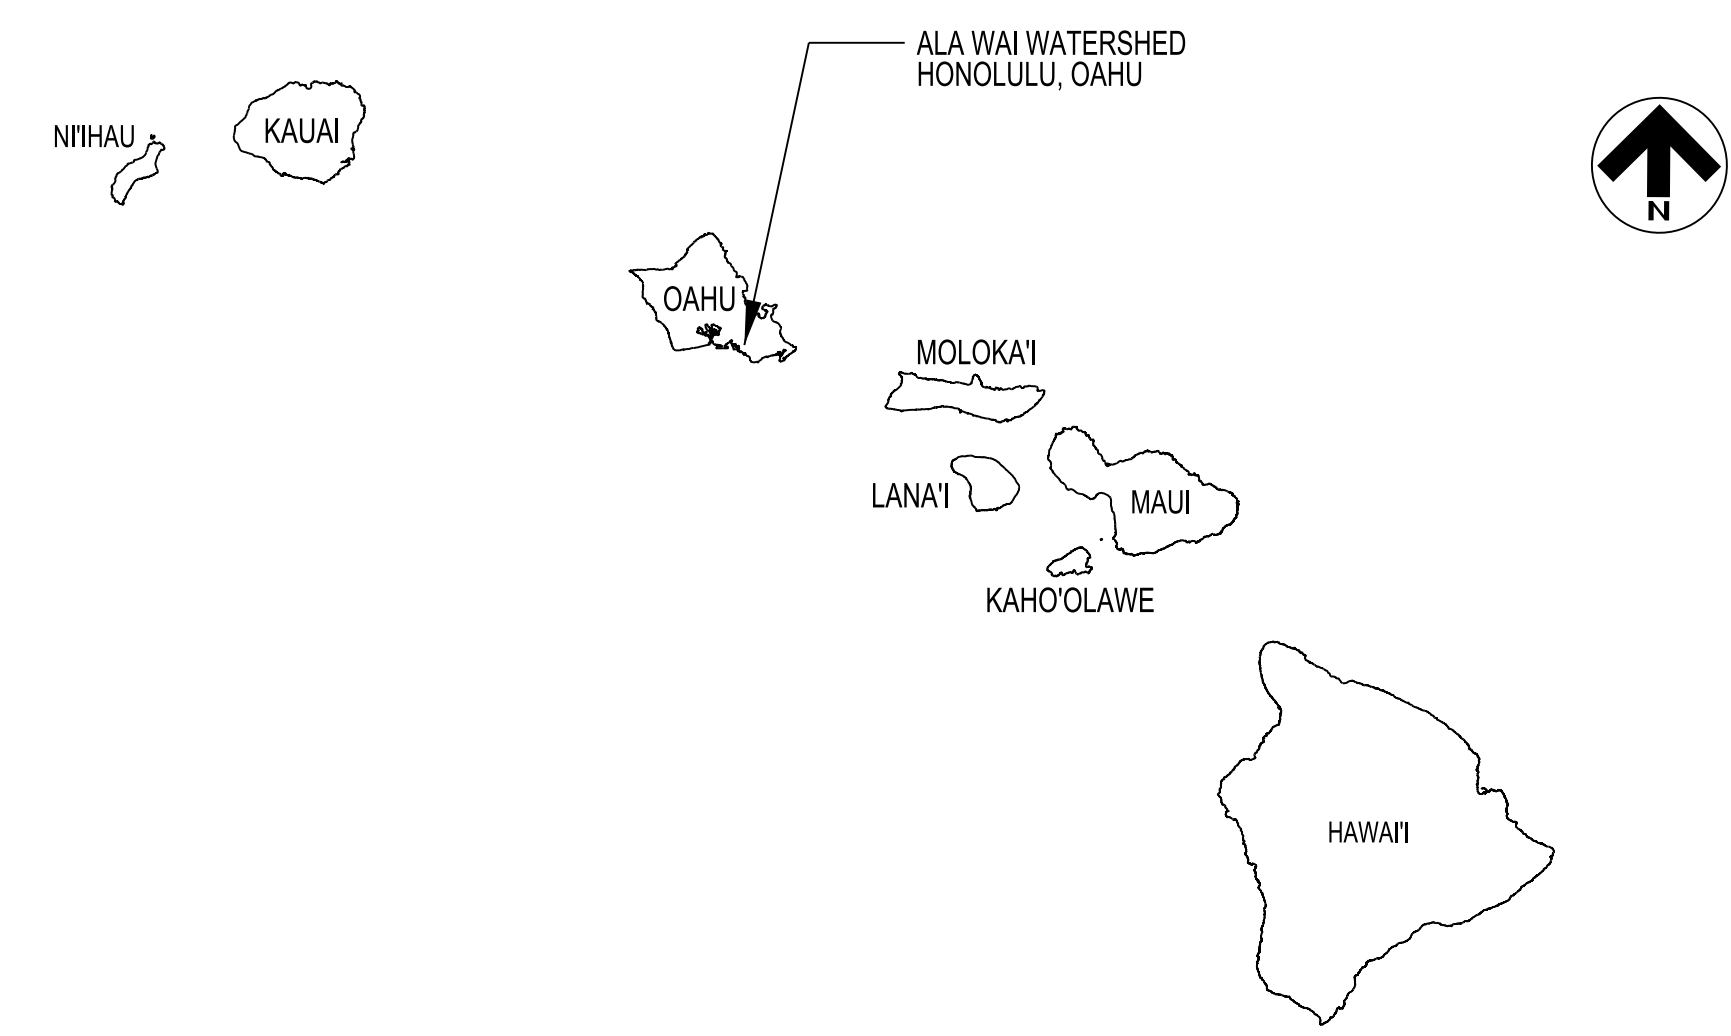 ALA WAI WATERSHED
HONOLULU, OAHU
NI'IHAU
KAUAI
N
OAHU
MOLOKA'I
LANA'I
MAUI
KAHO'OLAWE
HAWAI'I